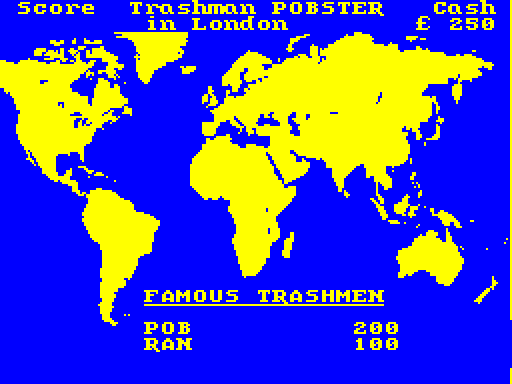 Score Trashman POBSTER Cash
in London £ 250
FAMOUS TRASHMEN
POB 200
RAN 100